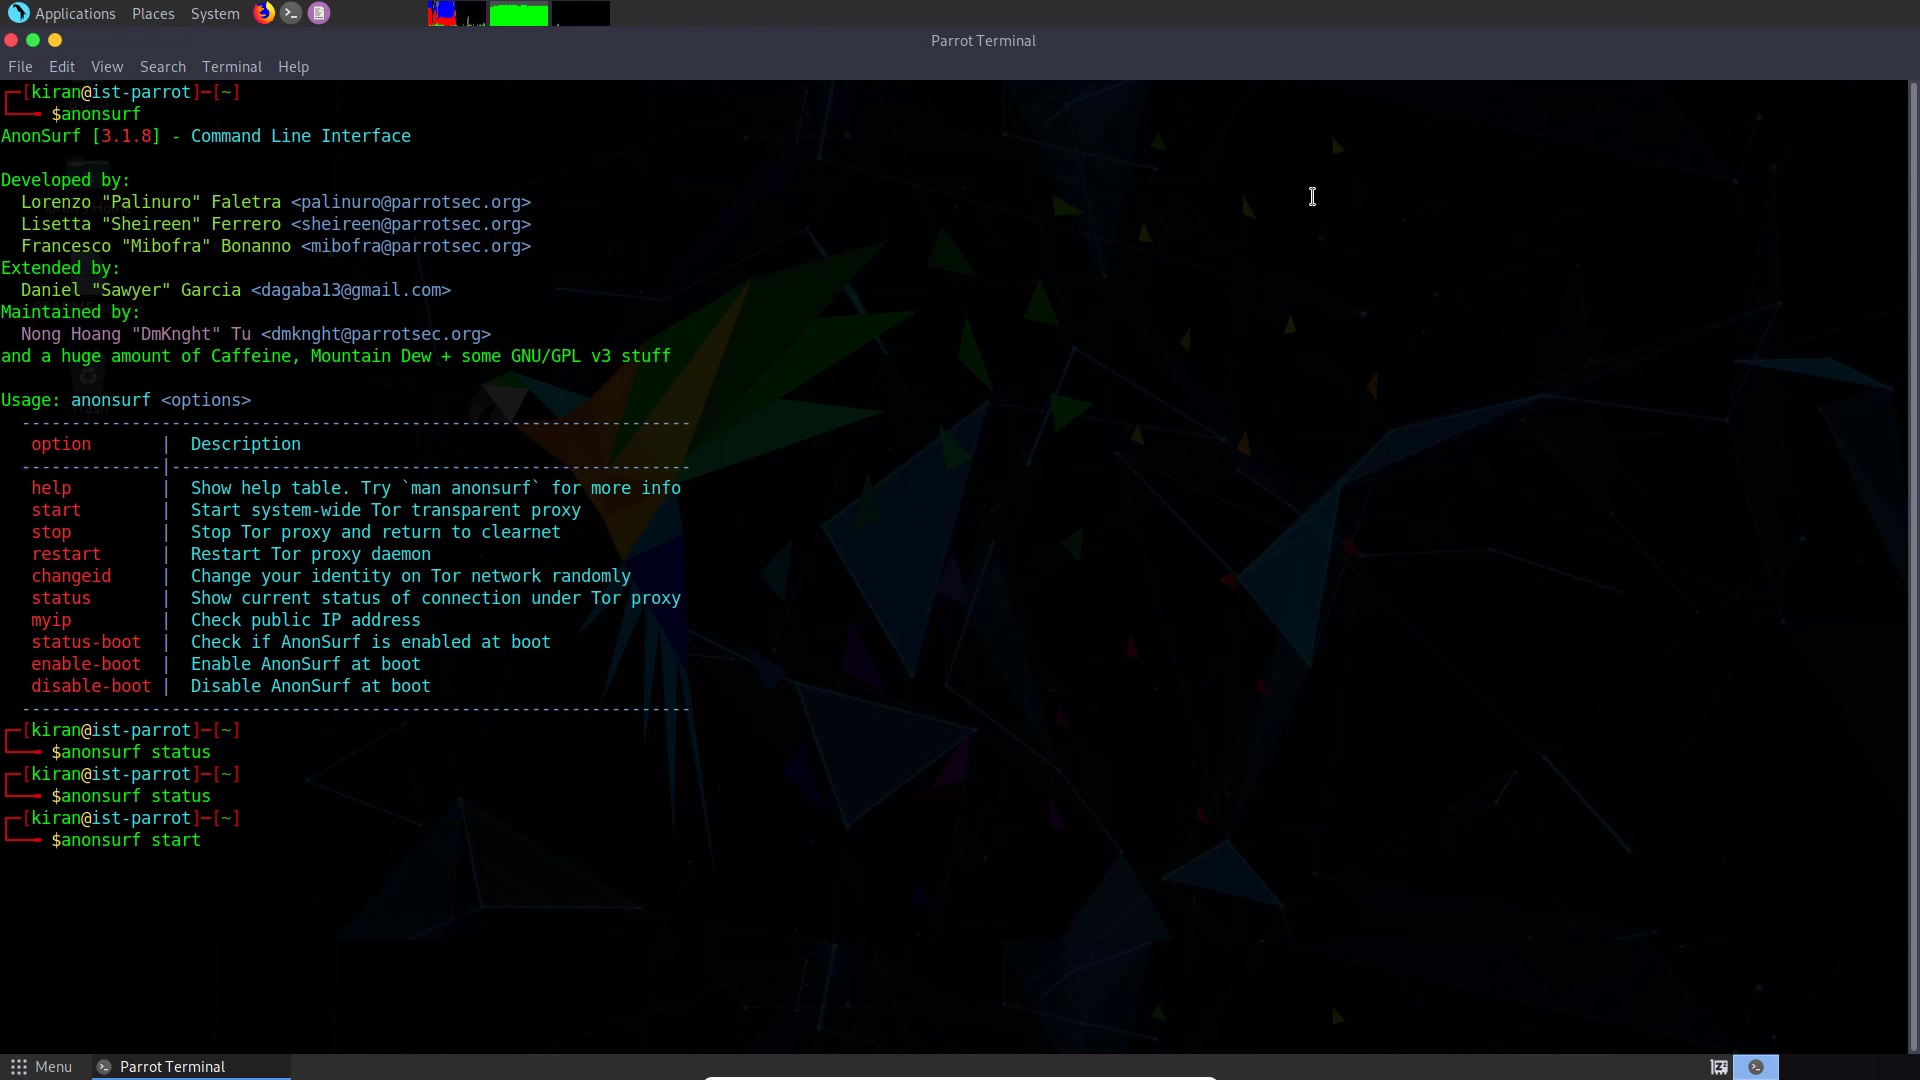 Applications Places System
Parrot Terminal
File Edit View Search Terminal Help
┌─[kiran@ist-parrot]─[~]
└──╼ $anonsurf
AnonSurf [3.1.8] - Command Line Interface
Developed by:
Lorenzo "Palinuro" Faletra <palinuro@parrotsec.org>
Lisetta "Sheireen" Ferrero <sheireen@parrotsec.org>
Francesco "Mibofra" Bonanno <mibofra@parrotsec.org>
Extended by:
Daniel "Sawyer" Garcia <dagaba13@gmail.com>
Maintained by:
Nong Hoang "DmKnght" Tu <dmknght@parrotsec.org>
and a huge amount of Caffeine, Mountain Dew + some GNU/GPL v3 stuff
Usage: anonsurf <options>
-------------------------------------------------------------------
option | Description
--------------|----------------------------------------------------
help | Show help table. Try `man anonsurf` for more info
start | Start system-wide Tor transparent proxy
stop | Stop Tor proxy and return to clearnet
restart | Restart Tor proxy daemon
changeid | Change your identity on Tor network randomly
status | Show current status of connection under Tor proxy
myip | Check public IP address
status-boot | Check if AnonSurf is enabled at boot
enable-boot | Enable AnonSurf at boot
disable-boot | Disable AnonSurf at boot
-------------------------------------------------------------------
┌─[kiran@ist-parrot]─[~]
└──╼ $anonsurf status
┌─[kiran@ist-parrot]─[~]
└──╼ $anonsurf status
┌─[kiran@ist-parrot]─[~]
└──╼ $anonsurf start
Menu Parrot Terminal